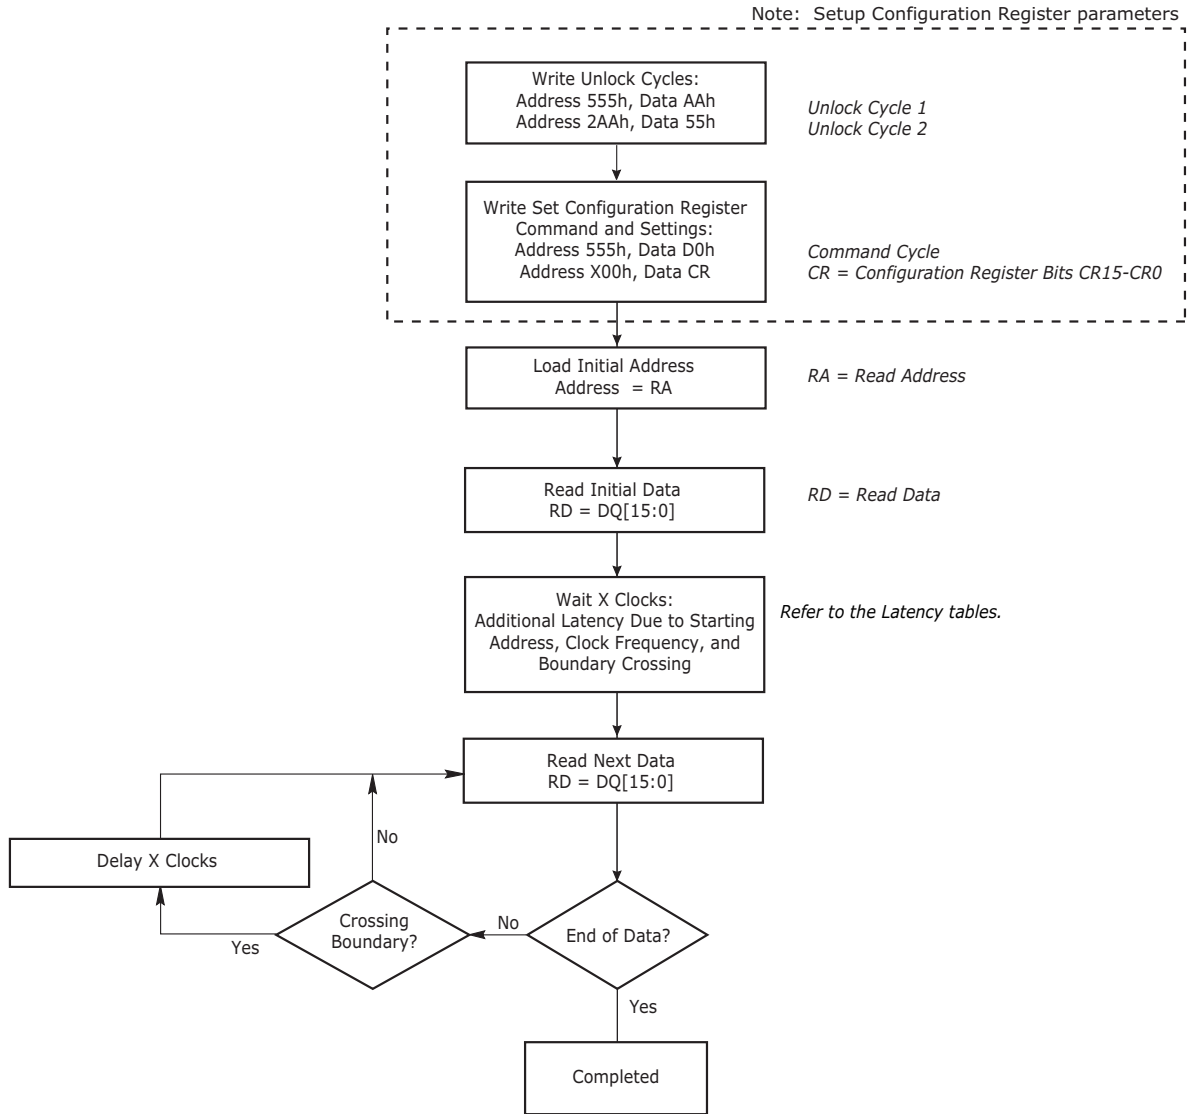 Note: Setup Configuration Register parameters
Write Unlock Cycles:
Address 555h, Data AAh
Address 2AAh, Data 55h
Unlock Cycle 1
Unlock Cycle 2
Write Set Configuration Register
Command and Settings:
Address 555h, Data D0h
Address X00h, Data CR
Command Cycle
CR = Configuration Register Bits CR15-CR0
Load Initial Address
Address = RA
RA = Read Address
Read Initial Data
RD = DQ[15:0]
RD = Read Data
Wait X Clocks:
Additional Latency Due to Starting
Address, Clock Frequency, and
Boundary Crossing
Refer to the Latency tables.
Read Next Data
RD = DQ[15:0]
No
Delay X Clocks
Crossing
Boundary?
Yes
No
End of Data?
Yes
Completed